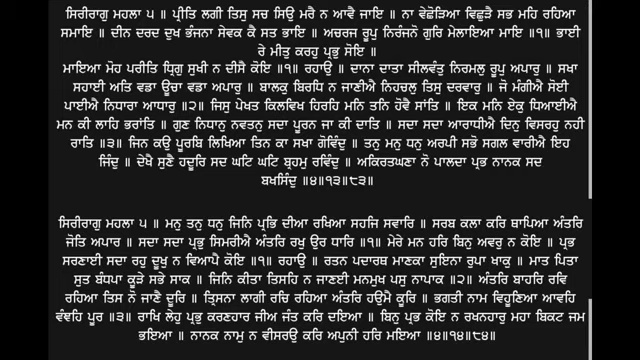 ਸਿਰੀਰਾਗੁ ਮਹਲਾ ੫ ॥ ਪ੍ਰੀਤਿ ਲਗੀ ਤਿਸੁ ਸਚ ਸਿਉ ਮਰੈ ਨ ਆਵੈ ਜਾਇ ॥ ਨਾ ਵੇਛੋੜਿਆ ਵਿਛੁੜੈ ਸਭ ਮਹਿ ਰਹਿਆ
ਸਮਾਇ ॥ ਦੀਨ ਦਰਦ ਦੁਖ ਭੰਜਨਾ ਸੇਵਕ ਕੈ ਸਤ ਭਾਇ ॥ ਅਚਰਜ ਰੂਪੁ ਨਿਰੰਜਨੋ ਗੁਰਿ ਮੇਲਾਇਆ ਮਾਇ ॥੧॥ ਭਾਈ
ਰੇ ਮੀਤੁ ਕਰਹੁ ਪ੍ਰਭੁ ਸੋਇ ॥
ਮਾਇਆ ਮੋਹ ਪਰੀਤਿ ਧ੍ਰਿਗੁ ਸੁਖੀ ਨ ਦੀਸੈ ਕੋਇ ॥੧॥ ਰਹਾਉ ॥ ਦਾਨਾ ਦਾਤਾ ਸੀਲਵੰਤੁ ਨਿਰਮਲੁ ਰੂਪੁ ਅਪਾਰੁ ॥ ਸਖਾ
ਸਹਾਈ ਅਤਿ ਵਡਾ ਊਚਾ ਵਡਾ ਅਪਾਰੁ ॥ ਬਾਲਕੁ ਬਿਰਧਿ ਨ ਜਾਣੀਐ ਨਿਹਚਲੁ ਤਿਸੁ ਦਰਵਾਰੁ ॥ ਜੋ ਮੰਗੀਐ ਸੋਈ
ਪਾਈਐ ਨਿਧਾਰਾ ਆਧਾਰੁ ॥੨॥ ਜਿਸੁ ਪੇਖਤ ਕਿਲਵਿਖ ਹਿਰਹਿ ਮਨਿ ਤਨਿ ਹੋਵੈ ਸਾਂਤਿ ॥ ਇਕ ਮਨਿ ਏਕੁ ਧਿਆਈਐ
ਮਨ ਕੀ ਲਾਹਿ ਭਰਾਂਤਿ ॥ ਗੁਣ ਨਿਧਾਨੁ ਨਵਤਨੁ ਸਦਾ ਪੂਰਨ ਜਾ ਕੀ ਦਾਤਿ ॥ ਸਦਾ ਸਦਾ ਆਰਾਧੀਐ ਦਿਨੁ ਵਿਸਰਹੁ ਨਹੀ
ਰਾਤਿ ॥੩॥ ਜਿਨ ਕਉ ਪੂਰਬਿ ਲਿਖਿਆ ਤਿਨ ਕਾ ਸਖਾ ਗੋਵਿੰਦੁ ॥ ਤਨੁ ਮਨੁ ਧਨੁ ਅਰਪੀ ਸਭੋ ਸਗਲ ਵਾਰੀਐ ਇਹ
ਜਿੰਦੁ ॥ ਦੇਖੈ ਸੁਣੈ ਹਦੂਰਿ ਸਦ ਘਟਿ ਘਟਿ ਬ੍ਰਹਮੁ ਰਵਿੰਦੁ ॥ ਅਕਿਰਤਘਣਾ ਨੋ ਪਾਲਦਾ ਪ੍ਰਭ ਨਾਨਕ ਸਦ
ਬਖਸਿੰਦੁ ॥੪॥੧੩॥੮੩॥
ਸਿਰੀਰਾਗੁ ਮਹਲਾ ੫ ॥ ਮਨੁ ਤਨੁ ਧਨੁ ਜਿਨਿ ਪ੍ਰਭਿ ਦੀਆ ਰਖਿਆ ਸਹਜਿ ਸਵਾਰਿ ॥ ਸਰਬ ਕਲਾ ਕਰਿ ਥਾਪਿਆ ਅੰਤਰਿ
ਜੋਤਿ ਅਪਾਰ ॥ ਸਦਾ ਸਦਾ ਪ੍ਰਭੁ ਸਿਮਰੀਐ ਅੰਤਰਿ ਰਖੁ ਉਰ ਧਾਰਿ ॥੧॥ ਮੇਰੇ ਮਨ ਹਰਿ ਬਿਨੁ ਅਵਰੁ ਨ ਕੋਇ ॥ ਪ੍ਰਭ
ਸਰਣਾਈ ਸਦਾ ਰਹੁ ਦੂਖੁ ਨ ਵਿਆਪੈ ਕੋਇ ॥੧॥ ਰਹਾਉ ॥ ਰਤਨ ਪਦਾਰਥ ਮਾਣਕਾ ਸੁਇਨਾ ਰੁਪਾ ਖਾਕੁ ॥ ਮਾਤ ਪਿਤਾ
ਸੁਤ ਬੰਧਪਾ ਕੂੜੇ ਸਭੇ ਸਾਕ ॥ ਜਿਨਿ ਕੀਤਾ ਤਿਸਹਿ ਨ ਜਾਣਈ ਮਨਮੁਖ ਪਸੁ ਨਾਪਾਕ ॥੨॥ ਅੰਤਰਿ ਬਾਹਰਿ ਰਵਿ
ਰਹਿਆ ਤਿਸ ਨੋ ਜਾਣੈ ਦੂਰਿ ॥ ਤ੍ਰਿਸਨਾ ਲਾਗੀ ਰਚਿ ਰਹਿਆ ਅੰਤਰਿ ਹਉਮੈ ਕੂਰਿ ॥ ਭਗਤੀ ਨਾਮ ਵਿਹੂਣਿਆ ਆਵਹਿ
ਵੰਞਹਿ ਪੂਰ ॥੩॥ ਰਾਖਿ ਲੇਹੁ ਪ੍ਰਭੁ ਕਰਣਹਾਰ ਜੀਅ ਜੰਤ ਕਰਿ ਦਇਆ ॥ ਬਿਨੁ ਪ੍ਰਭ ਕੋਇ ਨ ਰਖਨਹਾਰੁ ਮਹਾ ਬਿਕਟ ਜਮ
ਭਇਆ ॥ ਨਾਨਕ ਨਾਮੁ ਨ ਵੀਸਰਉ ਕਰਿ ਅਪੁਨੀ ਹਰਿ ਮਇਆ ॥੪॥੧੪॥੮੪॥